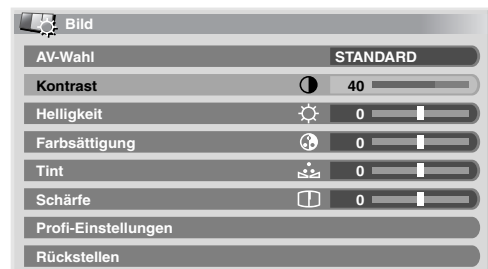 Bild
AV-Wahl STANDARD
Kontrast 40
Helligkeit 0
Farbsättigung 0
Tint 0
Schärfe 0
Profi-Einstellungen
Rückstellen